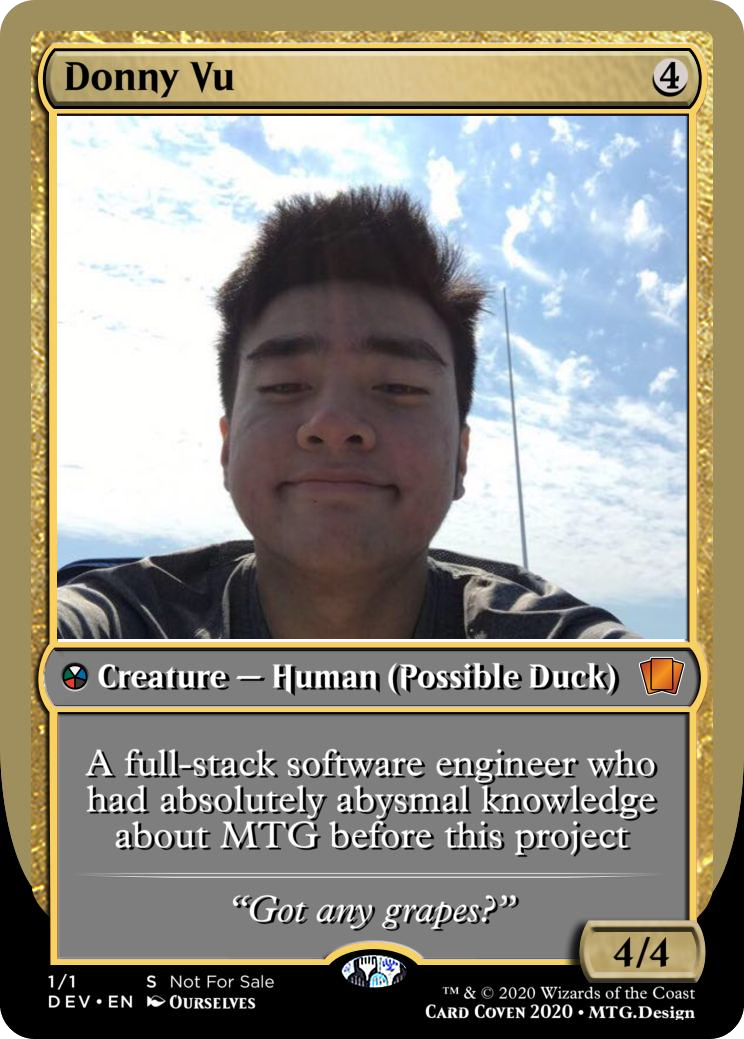 Donny Vu 4
Creature — Human (Possible Duck)
A full-stack software engineer who
had absolutely abysmal knowledge
about MTG before this project
“Got any grapes?”
4/4
1/1 S Not For Sale
DEV • EN OURSELVES
™ & © 2020 Wizards of the Coast
CARD COVEN 2020 • MTG.Design